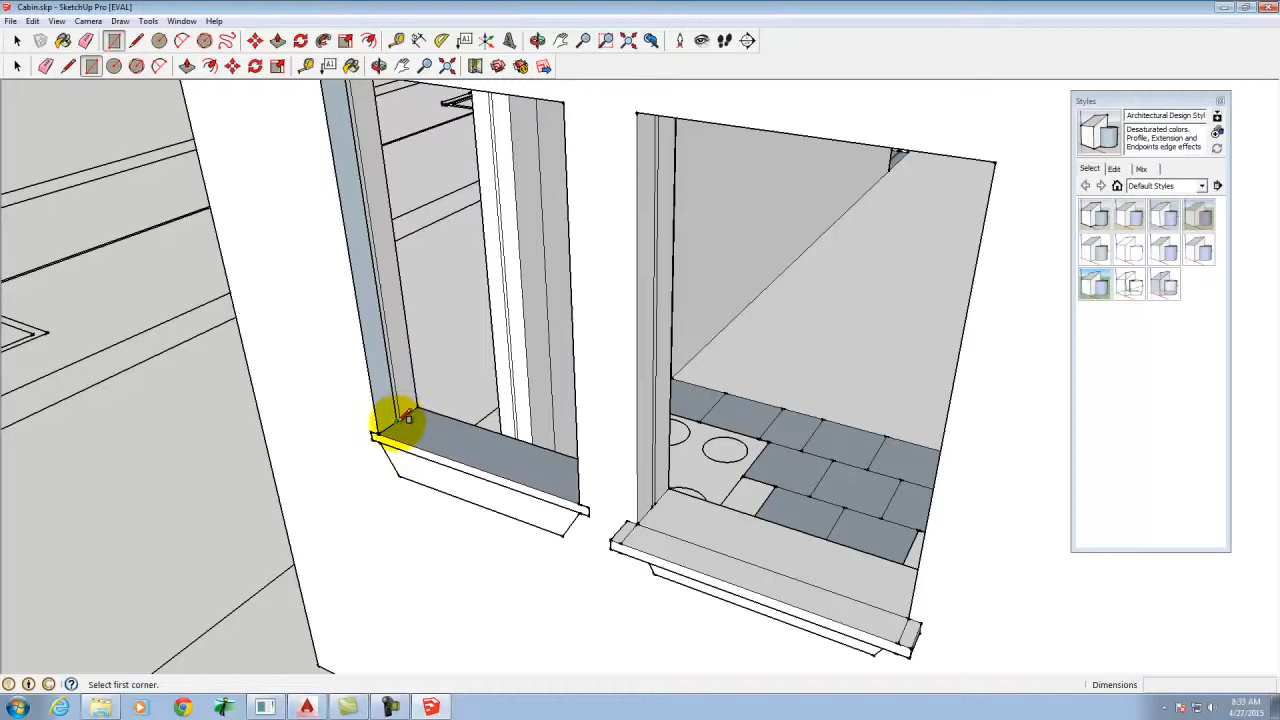 Cabin.skp - SketchUp Pro [EVAL]
File Edit View Camera Draw Tools Window Help
Styles
Architectural Design Styl
Desaturated colors.
Profile, Extension and
Endpoints edge effects
Select Edit Mix
Default Styles
Select first corner.
Dimensions
8:33 AM
4/27/2015